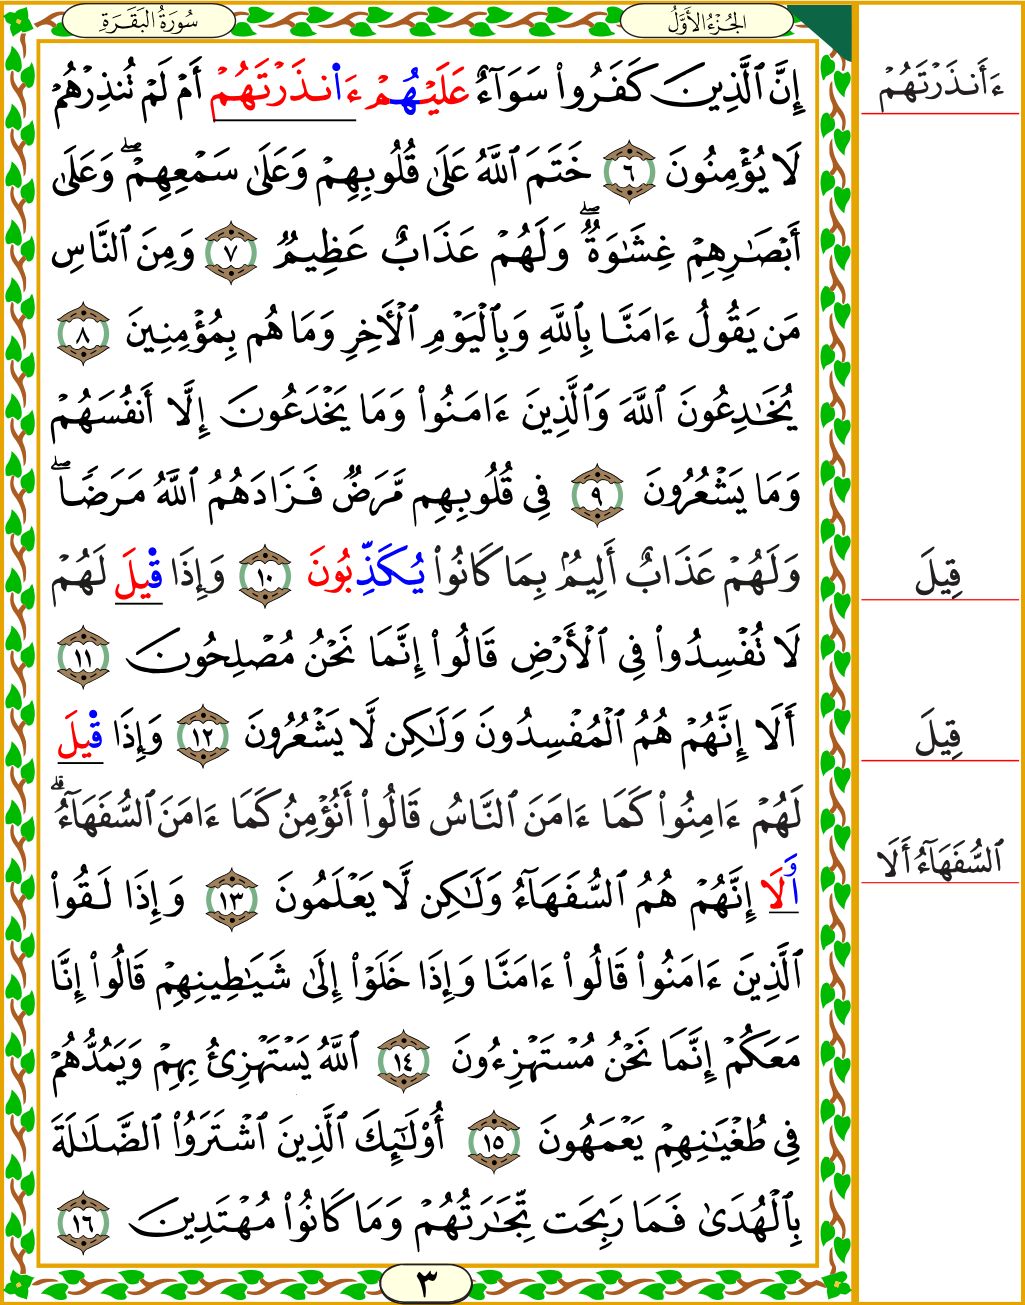 الجُزْءُ الأَوَّلُ
سُورَةُ البَقَرَةِ
إِنَّ ٱلَّذِينَ كَفَرُواْ سَوَآءٌ عَلَيْهُمْ ءَاٰنذَرْتَهُمْ أَمْ لَمْ تُنذِرْهُمْ
ءَأَنذَرْتَهُمْ
لَا يُؤْمِنُونَ ٦ خَتَمَ ٱللَّهُ عَلَىٰ قُلُوبِهِمْ وَعَلَىٰ سَمْعِهِمْۖ وَعَلَىٰ
أَبْصَٰرِهِمْ غِشَٰوَةٌۖ وَلَهُمْ عَذَابٌ عَظِيمٌ ٧ وَمِنَ ٱلنَّاسِ
مَن يَقُولُ ءَامَنَّا بِٱللَّهِ وَبِٱلْيَوْمِ ٱلْأٓخِرِ وَمَا هُم بِمُؤْمِنِينَ ٨
يُخَٰدِعُونَ ٱللَّهَ وَٱلَّذِينَ ءَامَنُواْ وَمَا يَخْدَعُونَ إِلَّا أَنفُسَهُمْ
وَمَا يَشْعُرُونَ ٩ فِى قُلُوبِهِم مَّرَضٌ فَزَادَهُمُ ٱللَّهُ مَرَضًاۖ
وَلَهُمْ عَذَابٌ أَلِيمٌۢ بِمَا كَانُواْ يُكَذِّبُونَ ١٠ وَإِذَا قْيلَ لَهُمْ
قِيلَ
لَا تُفْسِدُواْ فِى ٱلْأَرْضِ قَالُواْ إِنَّمَا نَحْنُ مُصْلِحُونَ ١١
أَلَا إِنَّهُمْ هُمُ ٱلْمُفْسِدُونَ وَلَٰكِن لَّا يَشْعُرُونَ ١٢ وَإِذَا قْيلَ
قِيلَ
لَهُمْ ءَامِنُواْ كَمَا ءَامَنَ ٱلنَّاسُ قَالُواْ أَنُؤْمِنُ كَمَا ءَامَنَ ٱلسُّفَهَآءُۗ
ٱلسُّفَهَآءُ أَلَا
اَ۬لَا إِنَّهُمْ هُمُ ٱلسُّفَهَآءُ وَلَٰكِن لَّا يَعْلَمُونَ ١٣ وَإِذَا لَقُواْ
ٱلَّذِينَ ءَامَنُواْ قَالُواْ ءَامَنَّا وَإِذَا خَلَوْاْ إِلَىٰ شَيَٰطِينِهِمْ قَالُواْ إِنَّا
مَعَكُمْ إِنَّمَا نَحْنُ مُسْتَهْزِءُونَ ١٤ ٱللَّهُ يَسْتَهْزِئُ بِهِمْ وَيَمُدُّهُمْ
فِى طُغْيَٰنِهِمْ يَعْمَهُونَ ١٥ أُوْلَٰٓئِكَ ٱلَّذِينَ ٱشْتَرَوُاْ ٱلضَّلَٰلَةَ
بِٱلْهُدَىٰ فَمَا رَبِحَت تِّجَٰرَتُهُمْ وَمَا كَانُواْ مُهْتَدِينَ ١٦
٣